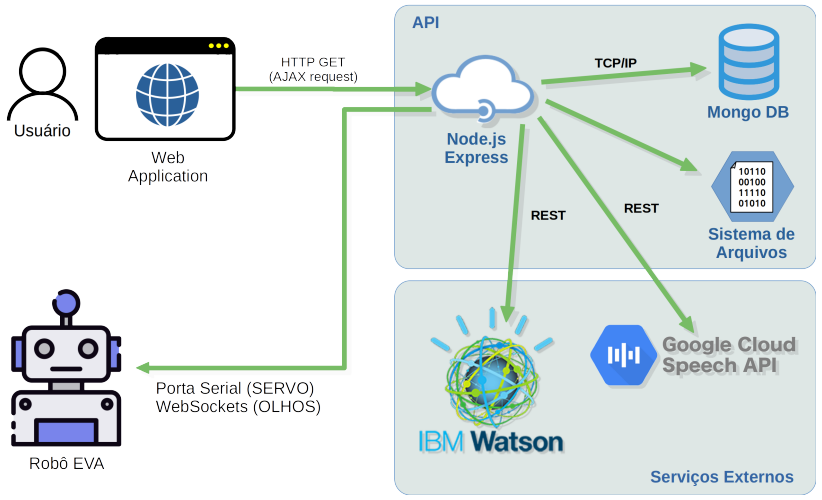 API
HTTP GET
(AJAX request)
TCP/IP
Usuário
Mongo DB
Node.js
Express
Web
Application
10110
00100
11110
01010
REST
REST
Sistema de
Arquivos
Google Cloud
Speech API
Porta Serial (SERVO)
WebSockets (OLHOS)
IBM Watson
Robô EVA
Serviços Externos